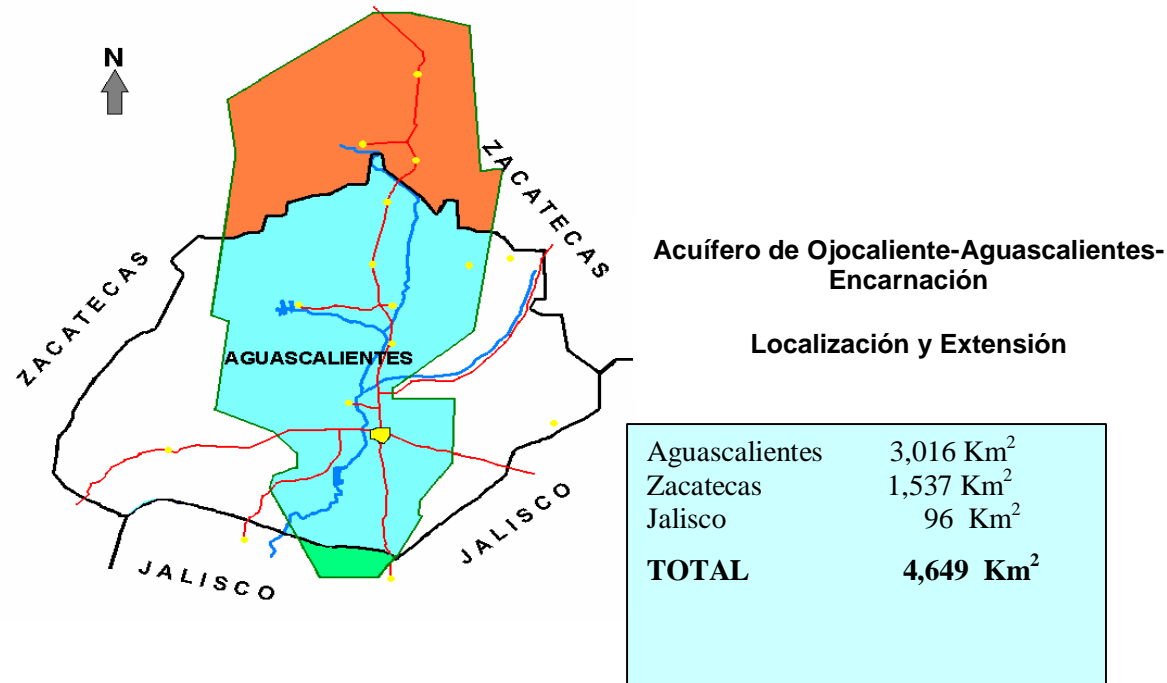 N
ZACATECAS
ZACATECAS
AGUASCALIENTES
JALISCO
JALISCO
Acuífero de Ojocaliente-Aguascalientes-
Encarnación
Localización y Extensión
Aguascalientes 3,016 Km²
Zacatecas 1,537 Km²
Jalisco 96 Km²
TOTAL 4,649 Km²